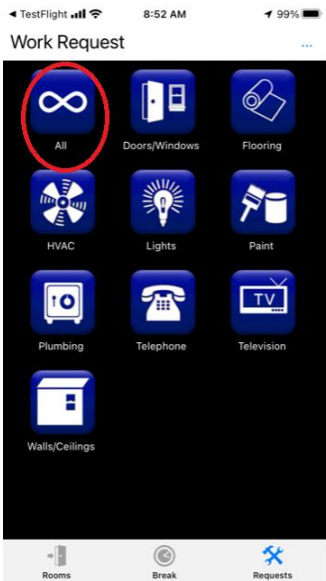 TestFlight 8:52 AM 99%
Work Request ...
All Doors/Windows Flooring
HVAC Lights Paint
TV
Plumbing Telephone Television
Walls/Ceilings
Rooms Break Requests